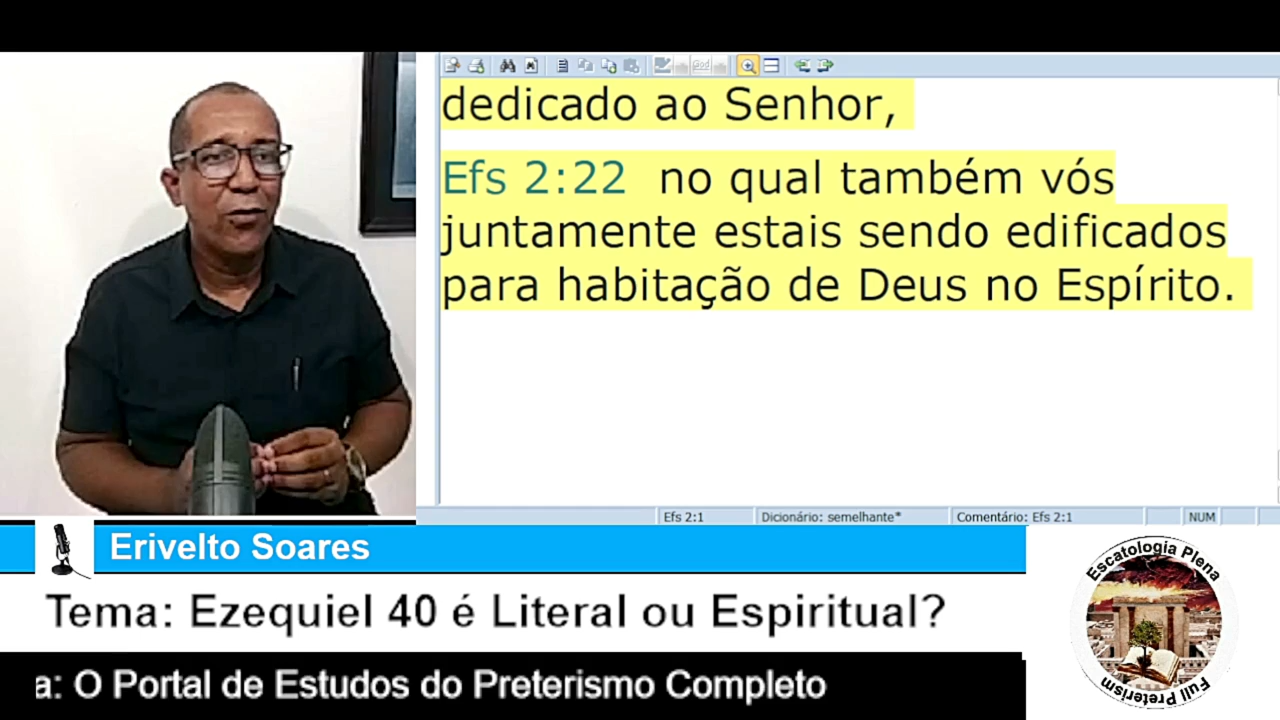 dedicado ao Senhor,
Efs 2:22 no qual também vós
juntamente estais sendo edificados
para habitação de Deus no Espírito.
Efs 2:1 Dicionário: semelhante* Comentário: Efs 2:1 NUM
Erivelto Soares
Tema: Ezequiel 40 é Literal ou Espiritual?
a: O Portal de Estudos do Preterismo Completo
Escatologia Plena
Full Preterism